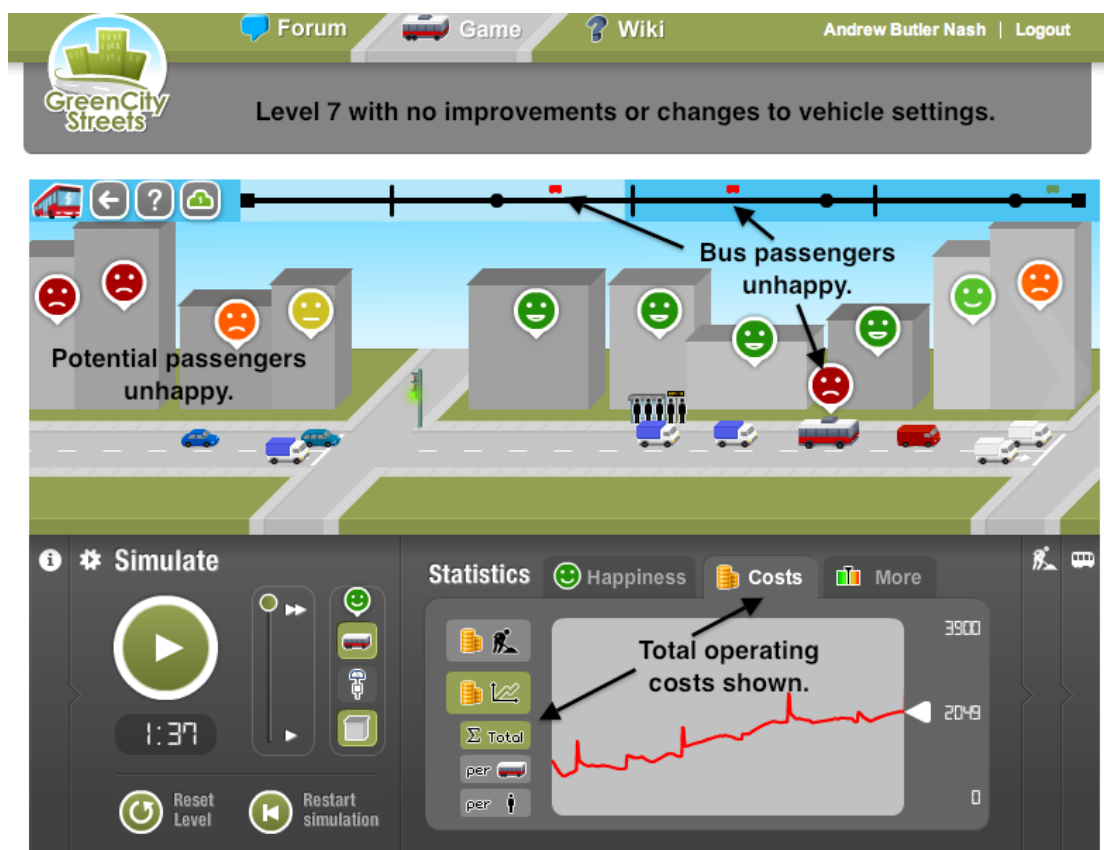 Forum
Game
Wiki
Andrew Butler Nash | Logout
GreenCity
Streets
Level 7 with no improvements or changes to vehicle settings.
?
Bus passengers
unhappy.
Potential passengers
unhappy.
Simulate
1:37
Reset
Level
Restart
simulation
Statistics
Happiness
Costs
More
Total operating
costs shown.
Σ Total
per
per
3900
2049
0